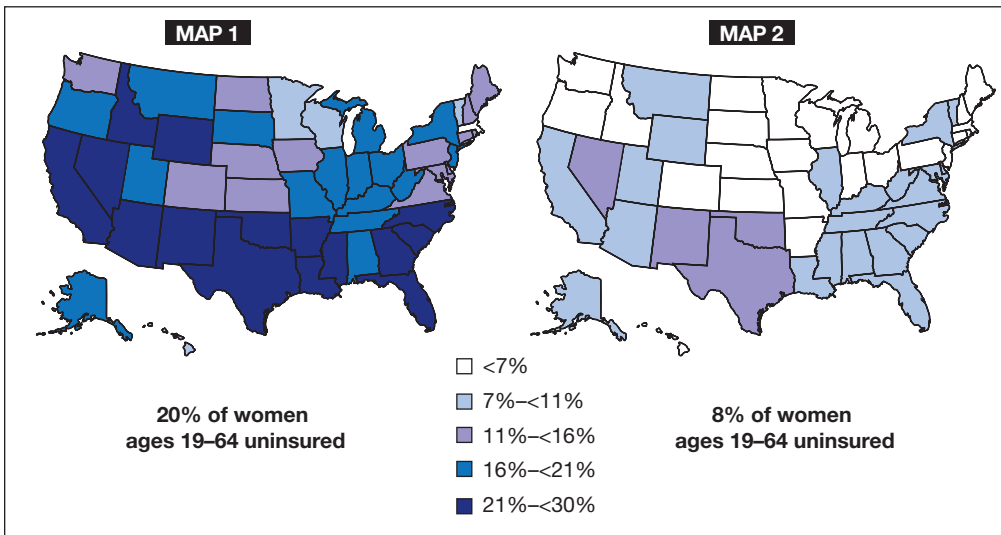 MAP 1
MAP 2
<7%
7%–<11%
11%–<16%
16%–<21%
21%–<30%
20% of women
ages 19–64 uninsured
8% of women
ages 19–64 uninsured